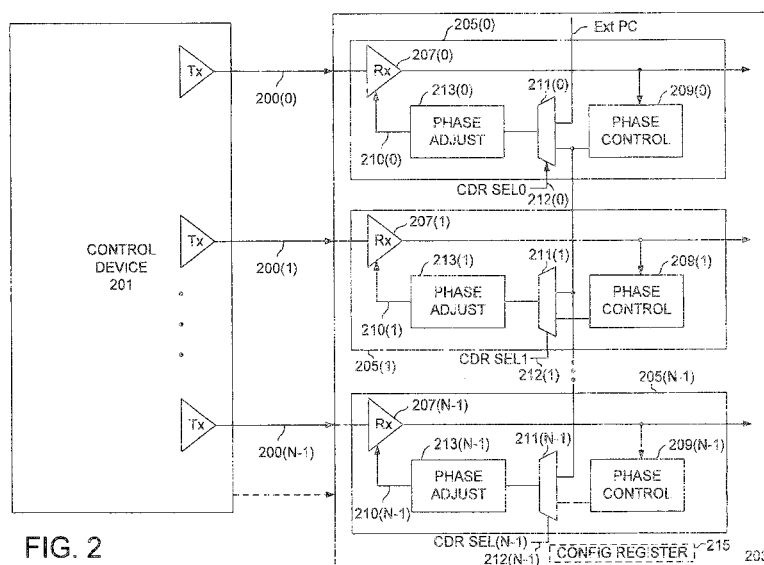 205(0)
Ext PC
207(0)
Tx
Rx
200(0)
213(0)
211(0)
209(0)
PHASE ADJUST
PHASE CONTROL
210(0)
CDR SEL0
212(0)
207(1)
Tx
Rx
200(1)
213(1)
211(1)
209(1)
CONTROL DEVICE 201
PHASE ADJUST
PHASE CONTROL
210(1)
CDR SEL1
205(1)
212(1)
205(N-1)
207(N-1)
Tx
Rx
200(N-1)
213(N-1)
211(N-1)
209(N-1)
PHASE ADJUST
PHASE CONTROL
210(N-1)
CDR SEL(N-1)
212(N-1)
CONFIG REGISTER
215
203
FIG. 2